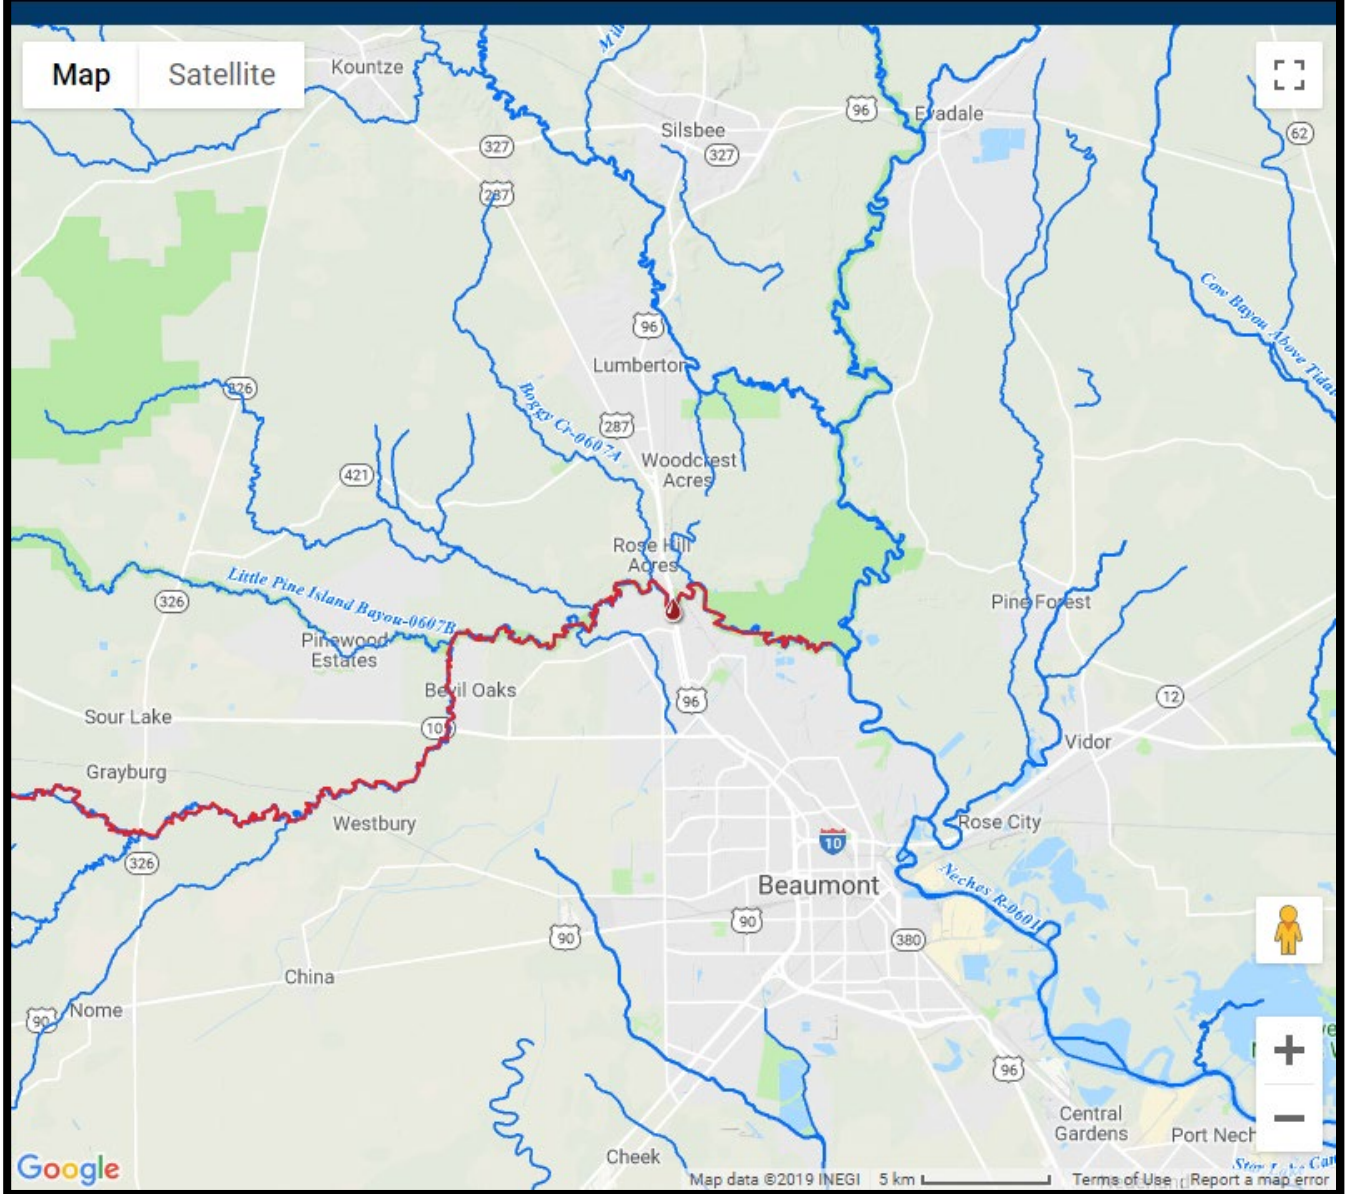 Map
Satellite
Kountze
Mill
96
Evadale
62
Silsbee
327
327
287
Cow Bayou Above Tidal
96
Lumberton
326
Boggy Cr-0607A
287
Woodcrest
Acres
421
Rose Hill
Acres
Little Pine Island Bayou-0607B
326
Pine Forest
Pinewood
Estates
Bevil Oaks
96
12
Sour Lake
105
Vidor
Grayburg
Westbury
Rose City
10
326
Beaumont
Neches R-0601
90
90
380
China
Nome
90
96
Central
Gardens
Port Nech
Cheek
Google
Map data ©2019 INEGI
5 km
Terms of Use
Report a map error